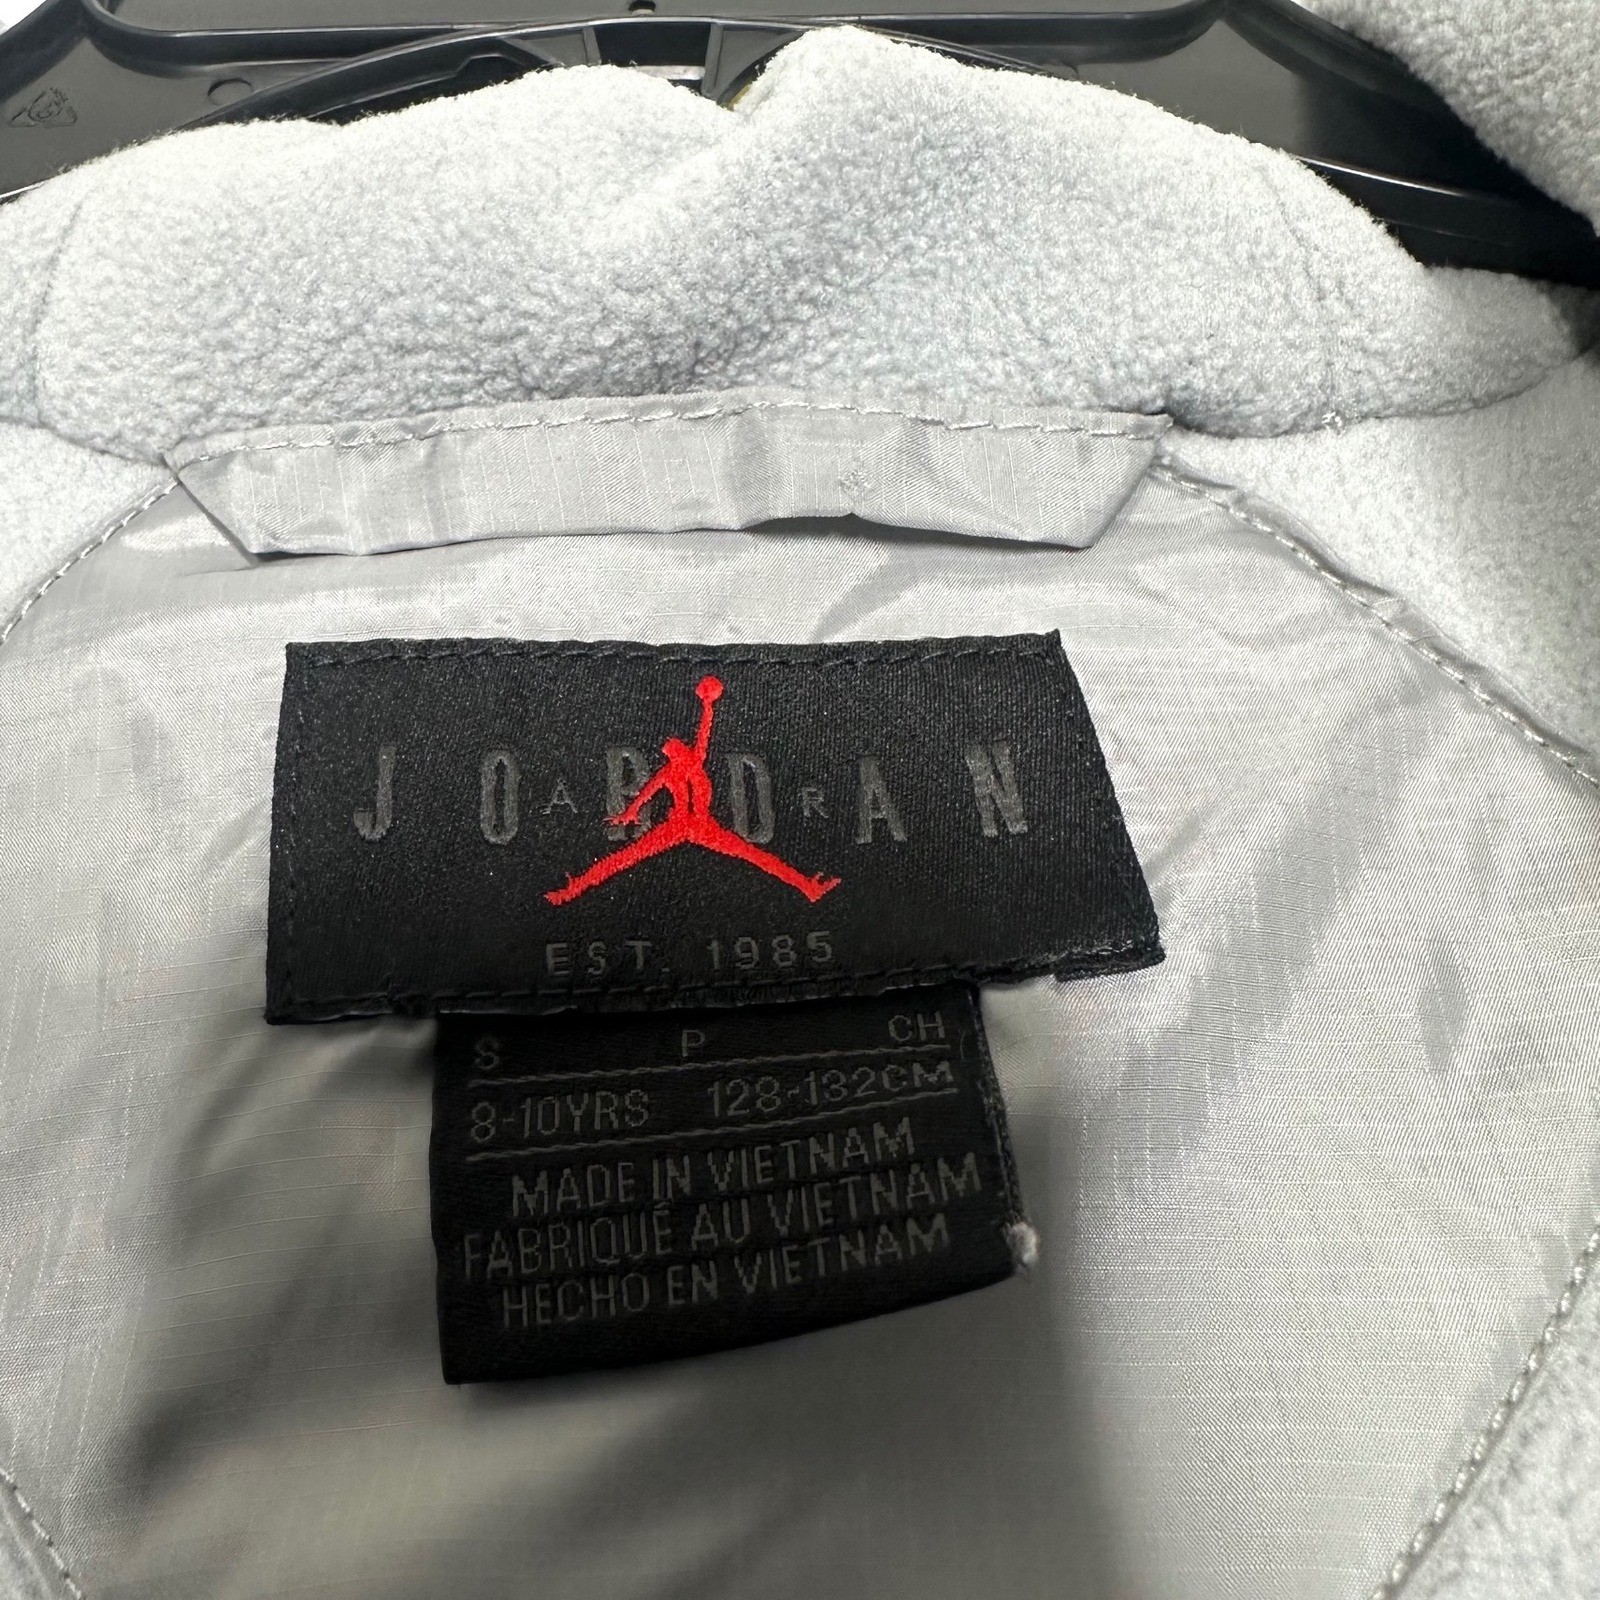 JORDAN
AIR
EST. 1985
S P CH
8-10YRS 128-132CM
MADE IN VIETNAM
FABRIQUÉ AU VIETNAM
HECHO EN VIETNAM